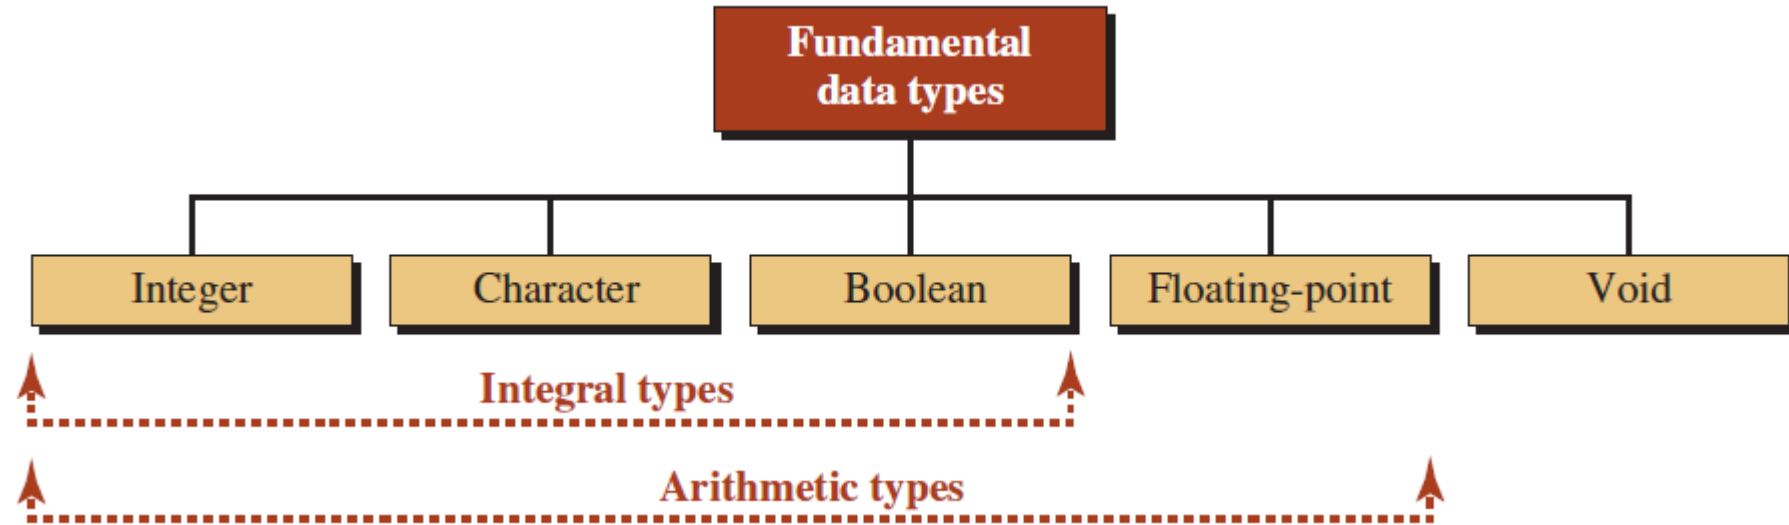 Fundamental
data types
Integer
Character
Boolean
Floating-point
Void
Integral types
Arithmetic types